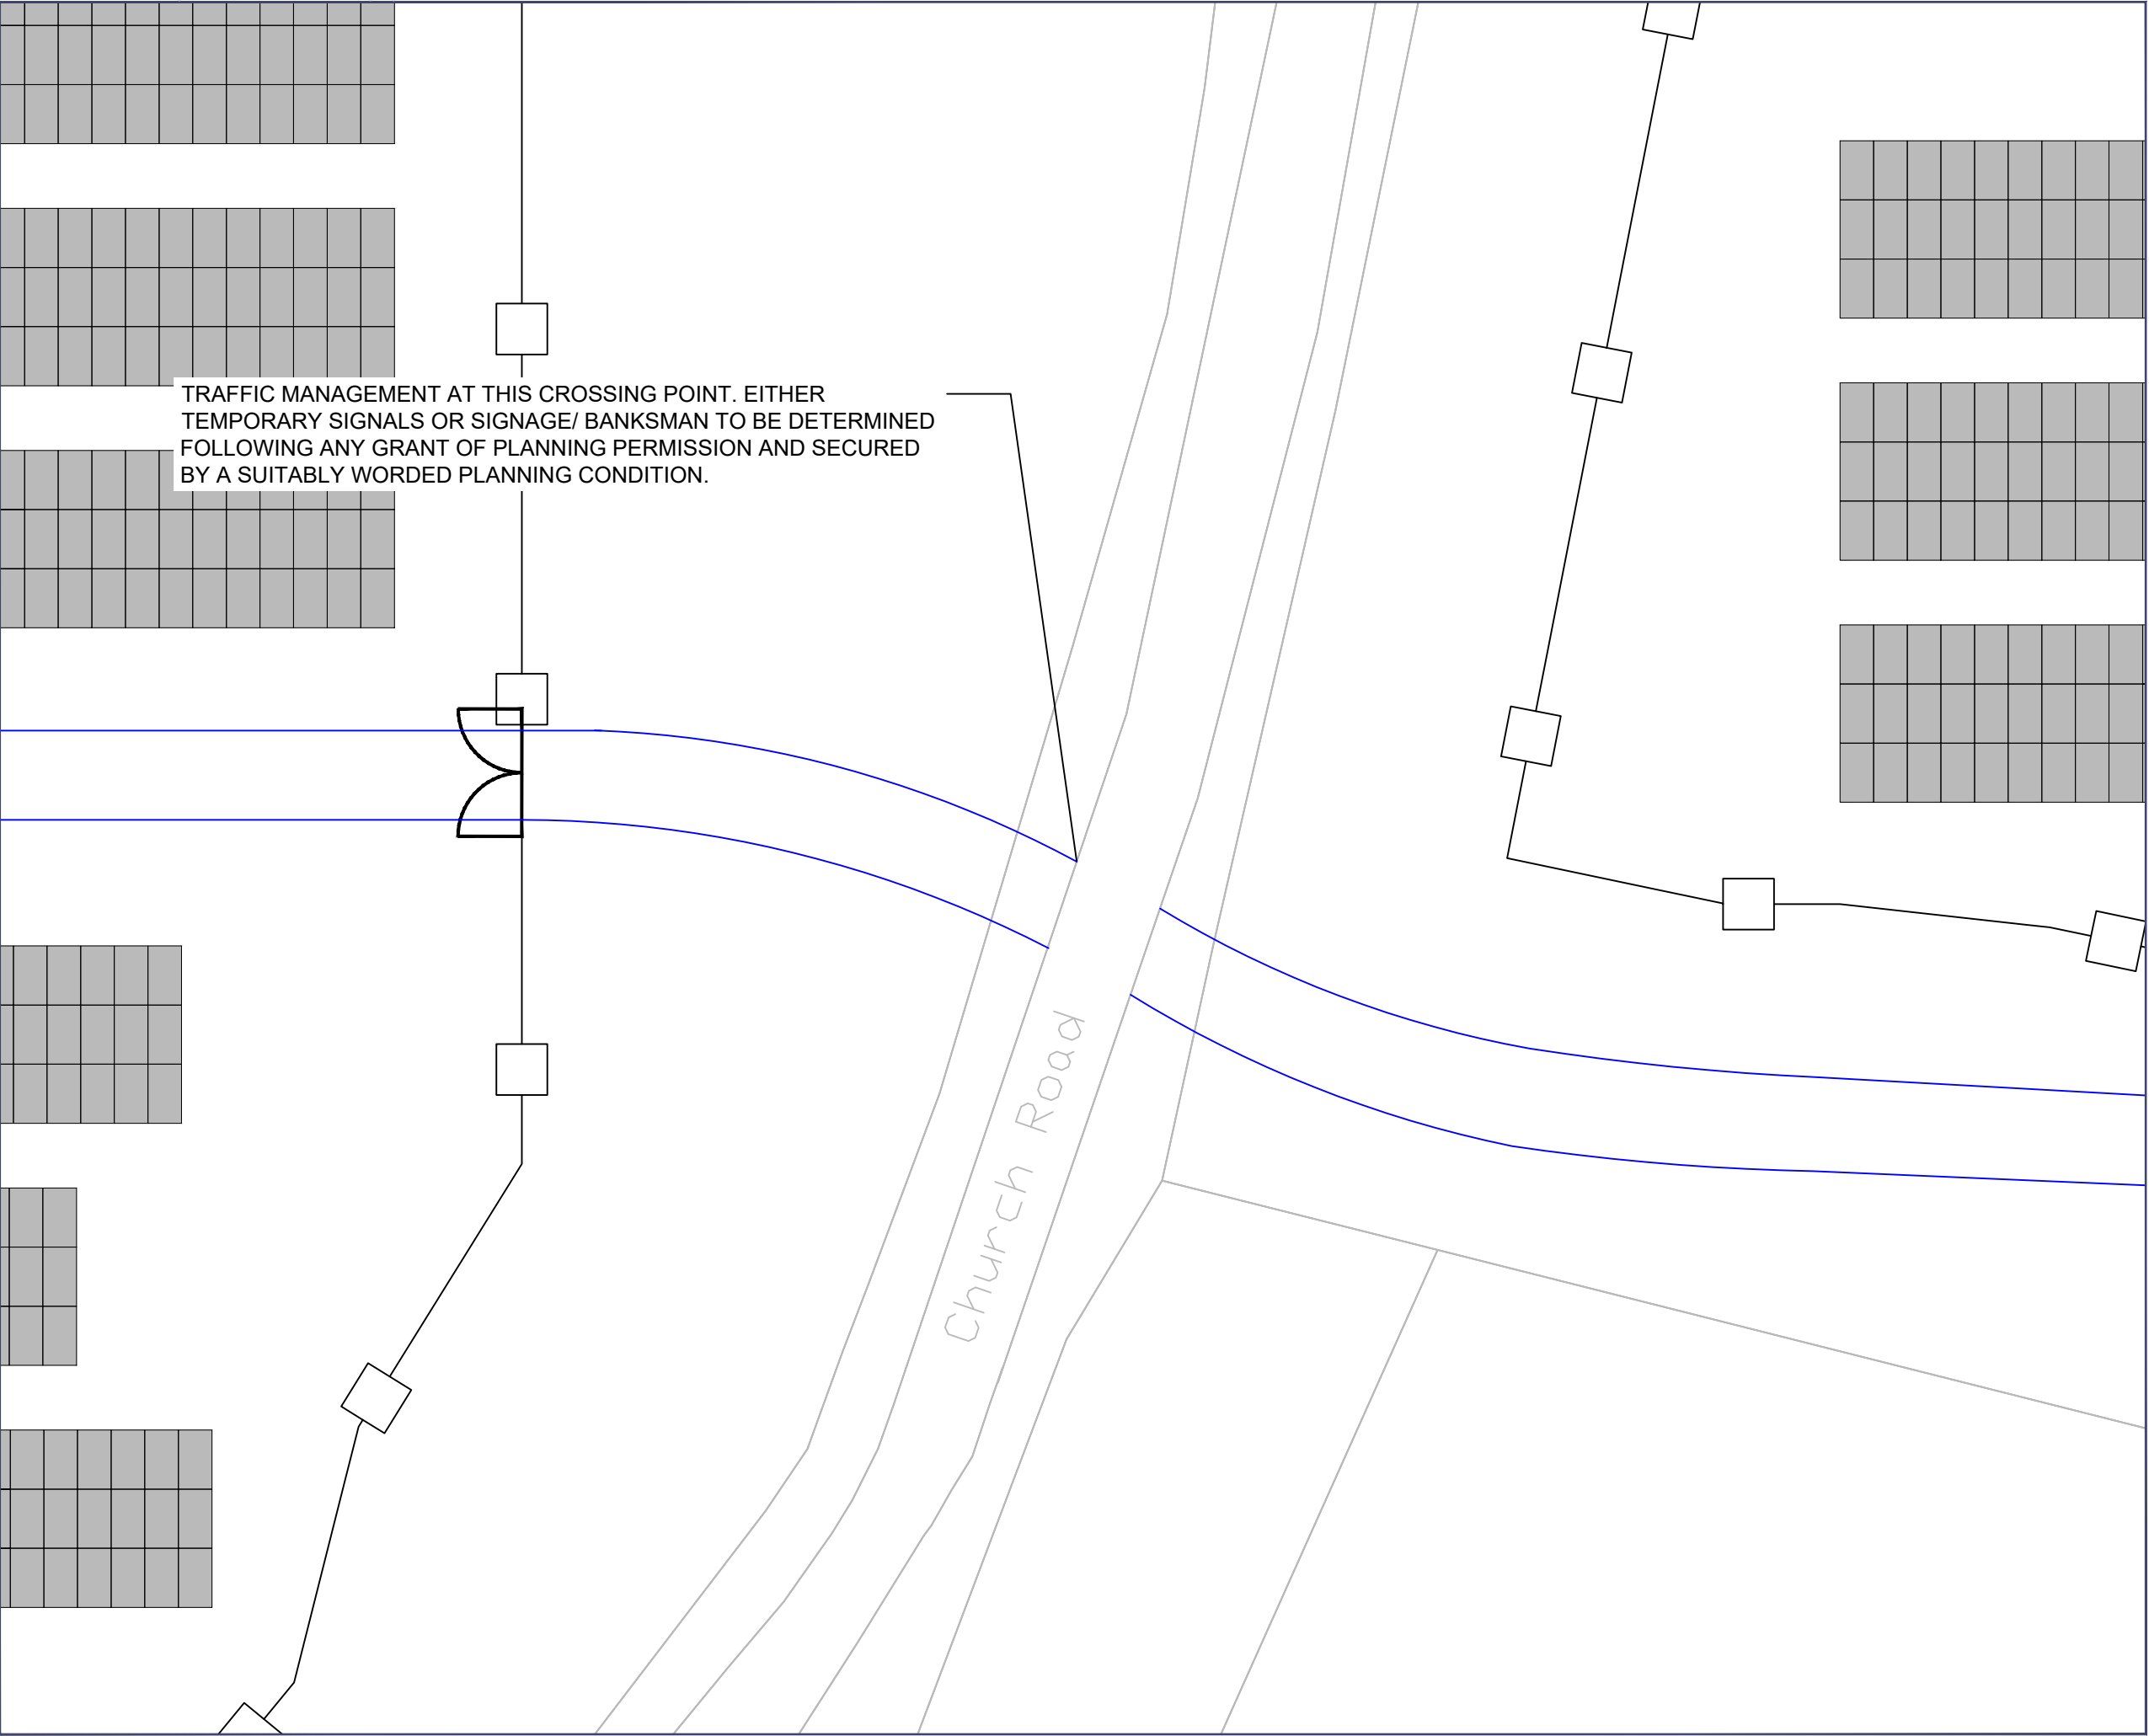 TRAFFIC MANAGEMENT AT THIS CROSSING POINT. EITHER
TEMPORARY SIGNALS OR SIGNAGE/ BANKSMAN TO BE DETERMINED
FOLLOWING ANY GRANT OF PLANNING PERMISSION AND SECURED
BY A SUITABLY WORDED PLANNING CONDITION.
Church Road